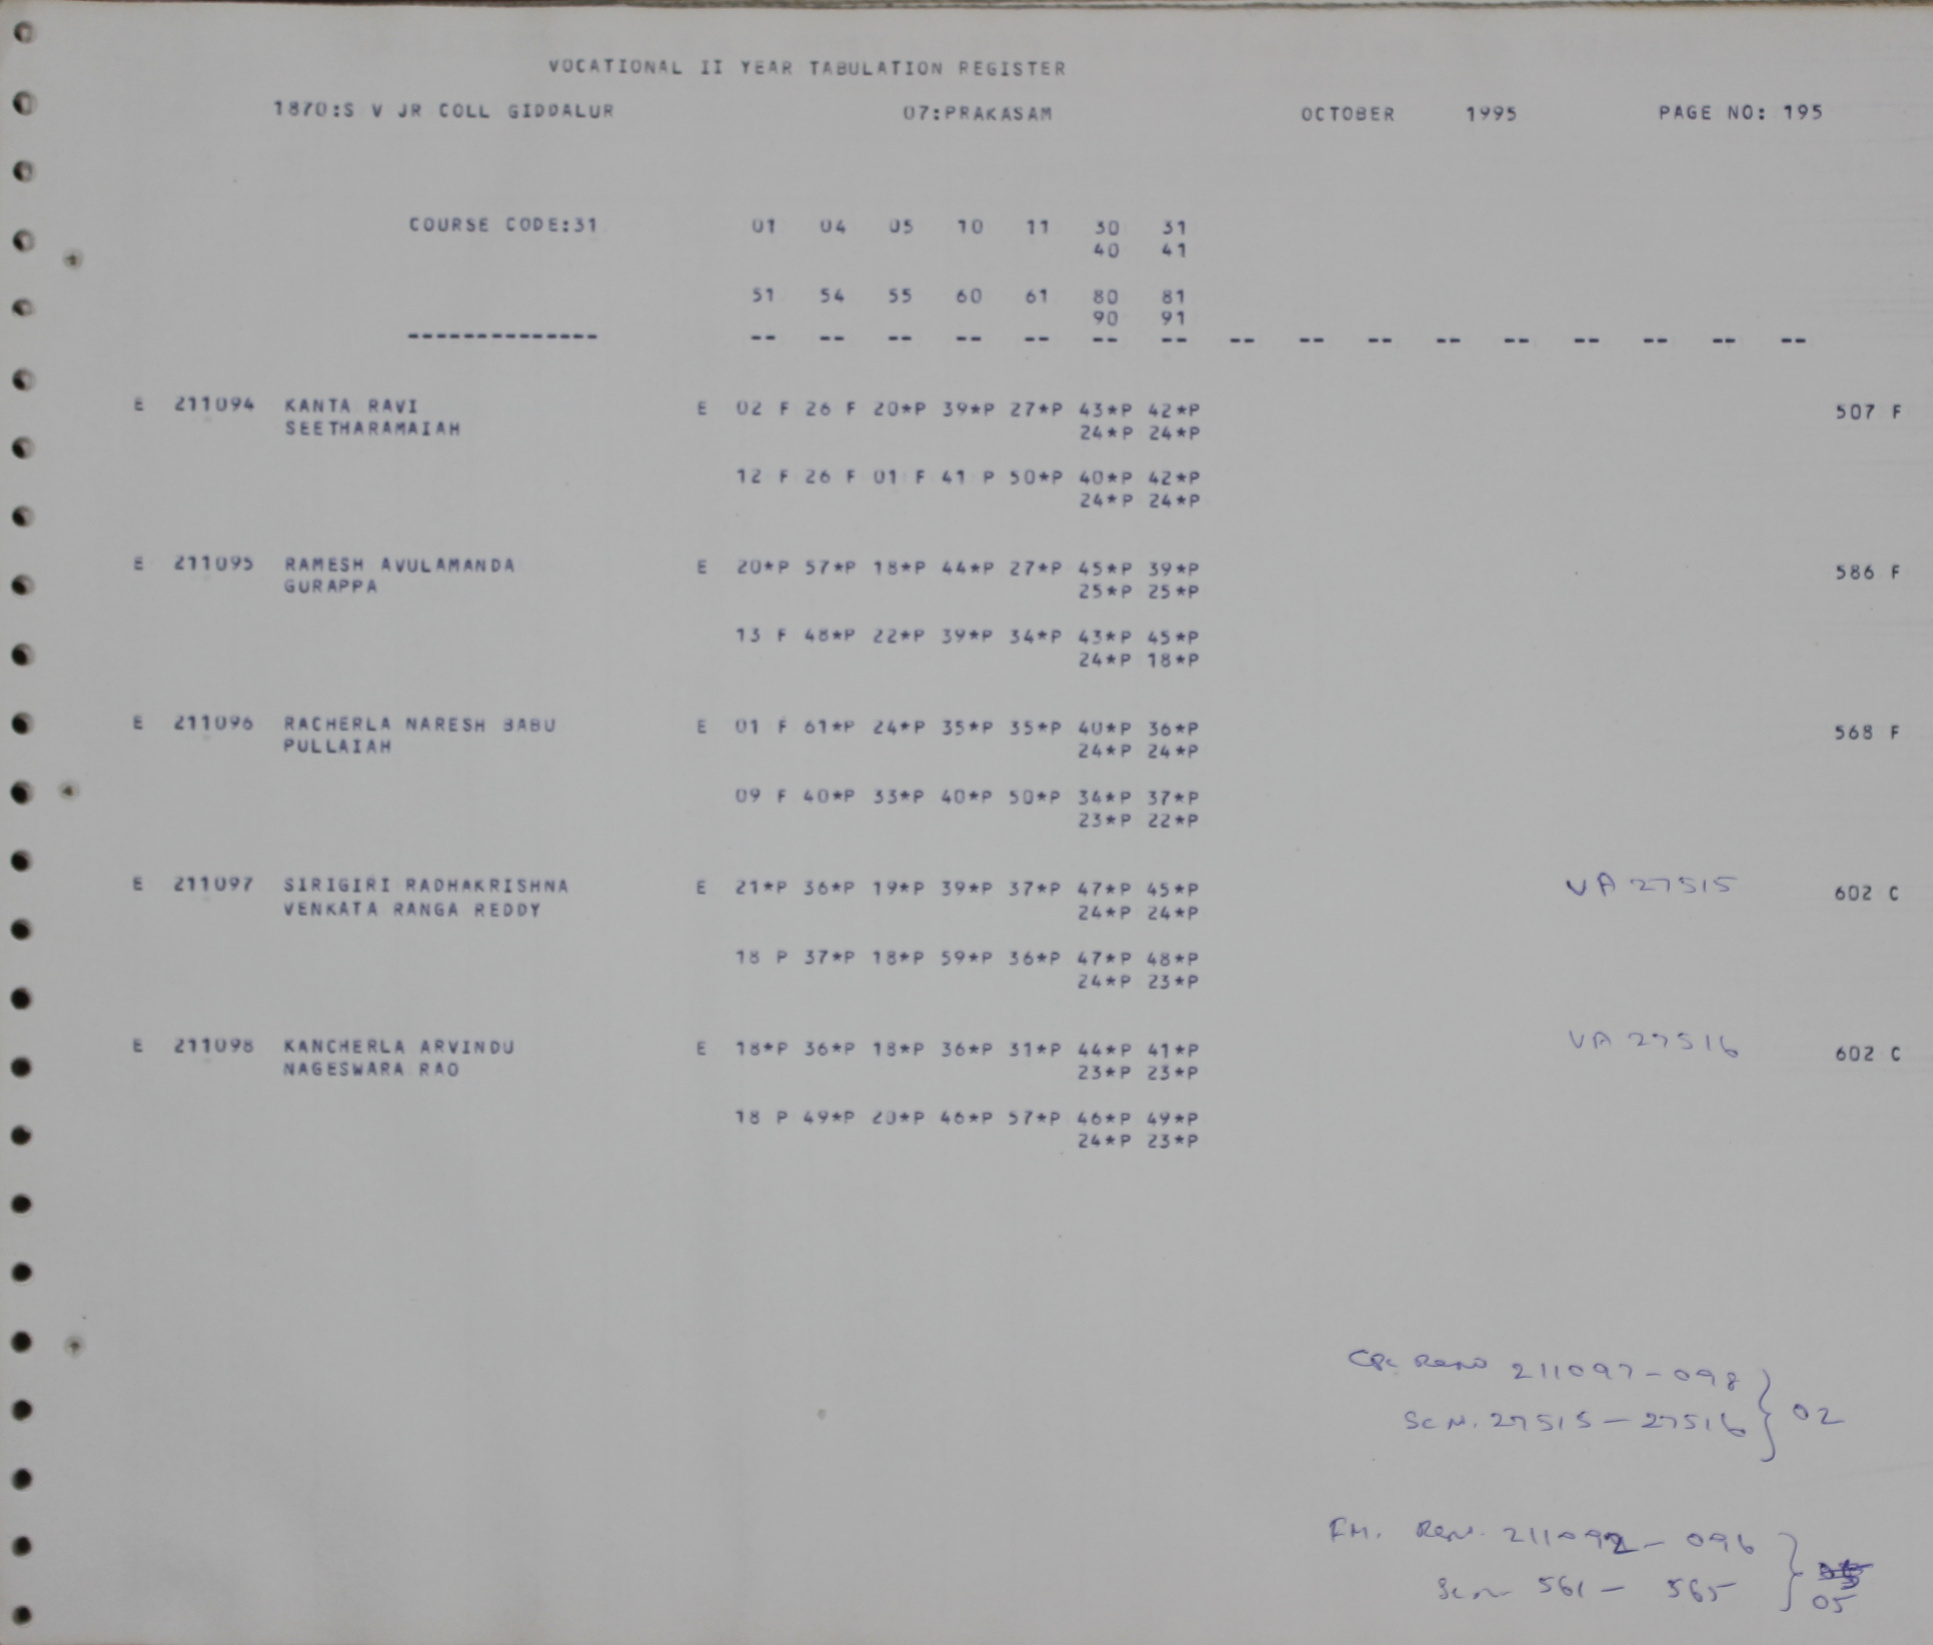 VOCATIONAL II YEAR TABULATION REGISTER
1870:S V JR COLL GIDDALUR 07:PRAKASAM OCTOBER 1995 PAGE NO: 195
COURSE CODE:31 01 04 05 10 11 30 31
40 41
51 54 55 60 61 80 81
90 91
-------------- -- -- -- -- -- -- -- -- -- -- -- -- -- -- -- --
E 211094 KANTA RAVI E 02 F 26 F 20*P 39*P 27*P 43*P 42*P 507 F
SEETHARAMAIAH 24*P 24*P
12 F 26 F 01 F 41 P 50*P 40*P 42*P
24*P 24*P
E 211095 RAMESH AVULAMANDA E 20*P 57*P 18*P 44*P 27*P 45*P 39*P 586 F
GURAPPA 25*P 25*P
13 F 48*P 22*P 39*P 34*P 43*P 45*P
24*P 18*P
E 211096 RACHERLA NARESH BABU E 01 F 61*P 24*P 35*P 35*P 40*P 36*P 568 F
PULLAIAH 24*P 24*P
09 F 40*P 33*P 40*P 50*P 34*P 37*P
23*P 22*P
E 211097 SIRIGIRI RADHAKRISHNA E 21*P 36*P 19*P 39*P 37*P 47*P 45*P VA 27515 602 C
VENKATA RANGA REDDY 24*P 24*P
18 P 37*P 18*P 59*P 36*P 47*P 48*P
24*P 23*P
E 211098 KANCHERLA ARVINDU E 18*P 36*P 18*P 36*P 31*P 44*P 41*P VA 27516 602 C
NAGESWARA RAO 23*P 23*P
18 P 49*P 20*P 46*P 57*P 46*P 49*P
24*P 23*P
211097-098
27515-27516 } 02
211092-096
561 - 565 } 05